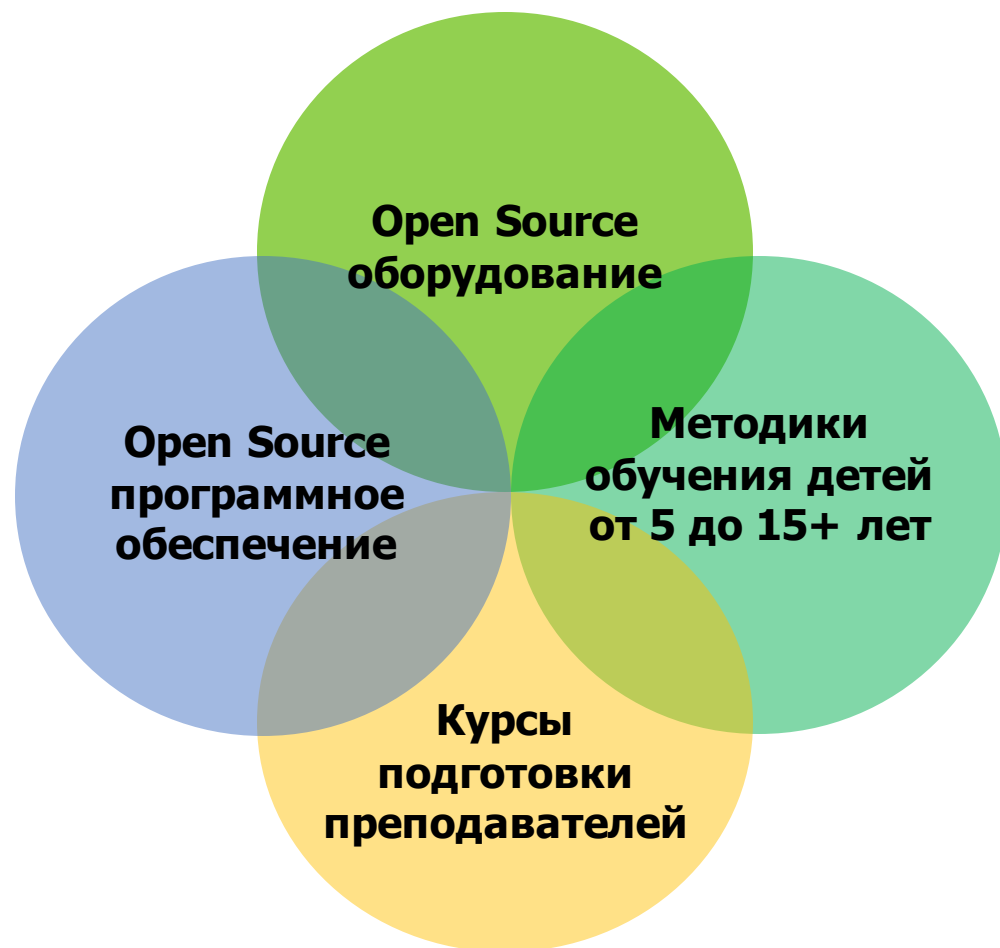 Open Source
оборудование
Open Source
программное
обеспечение
Методики
обучения детей
от 5 до 15+ лет
Курсы
подготовки
преподавателей